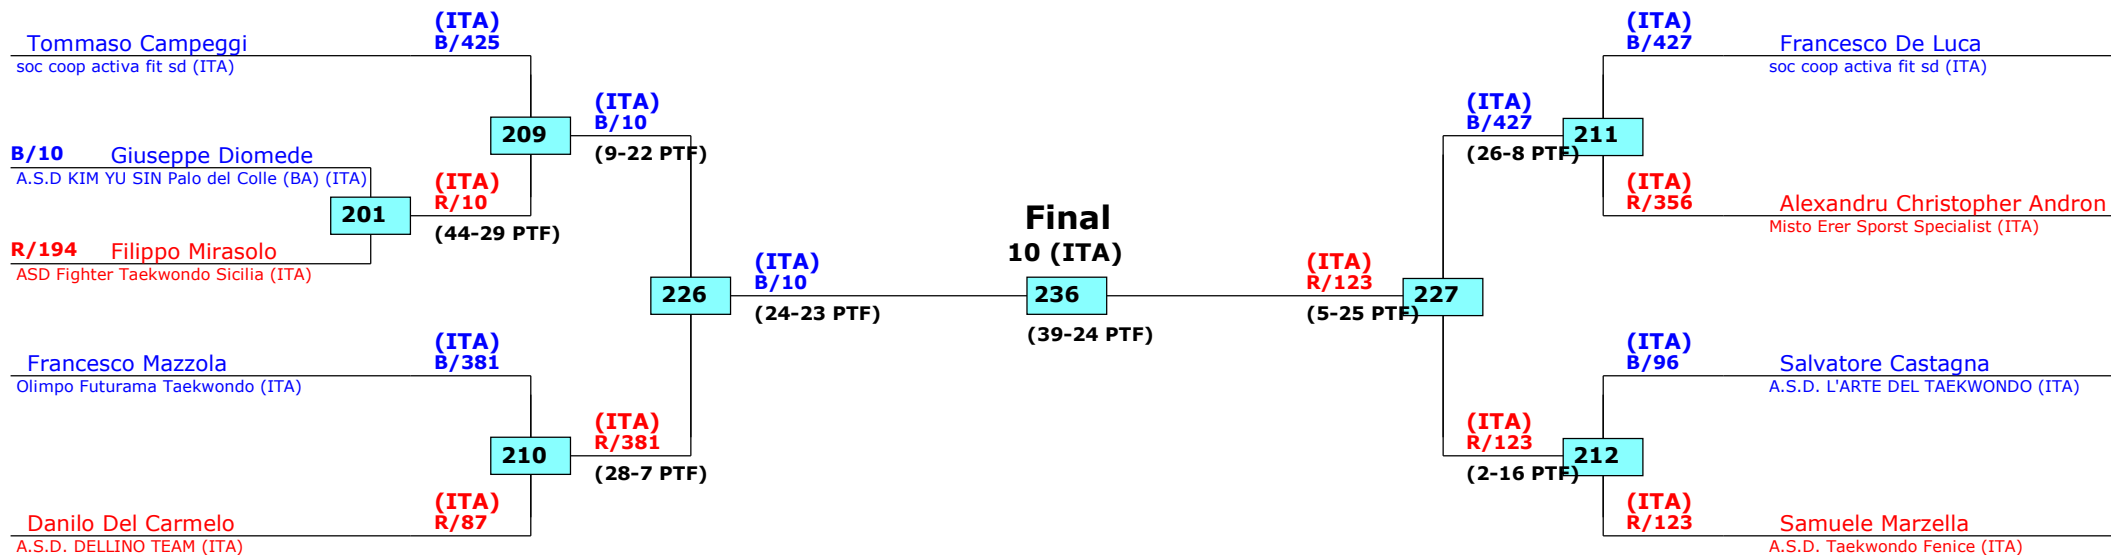 (ITA)
B/425
Tommaso Campeggi
soc coop activa fit sd (ITA)
209
(ITA)
B/10
(9-22 PTF)
B/10 Giuseppe Diomede
A.S.D KIM YU SIN Palo del Colle (BA) (ITA)
201
(ITA)
R/10
(44-29 PTF)
R/194 Filippo Mirasolo
ASD Fighter Taekwondo Sicilia (ITA)
226
(ITA)
B/10
(24-23 PTF)
(ITA)
B/381
Francesco Mazzola
Olimpo Futurama Taekwondo (ITA)
210
(ITA)
R/381
(28-7 PTF)
(ITA)
R/87
Danilo Del Carmelo
A.S.D. DELLINO TEAM (ITA)
Final
10 (ITA)
236
(39-24 PTF)
(ITA)
R/123
(5-25 PTF)
227
(ITA)
B/427
Francesco De Luca
soc coop activa fit sd (ITA)
(ITA)
B/427
(26-8 PTF)
211
(ITA)
R/356
Alexandru Christopher Andron
Misto Erer Sporst Specialist (ITA)
(ITA)
B/96
Salvatore Castagna
A.S.D. L'ARTE DEL TAEKWONDO (ITA)
(ITA)
R/123
(2-16 PTF)
212
(ITA)
R/123
Samuele Marzella
A.S.D. Taekwondo Fenice (ITA)